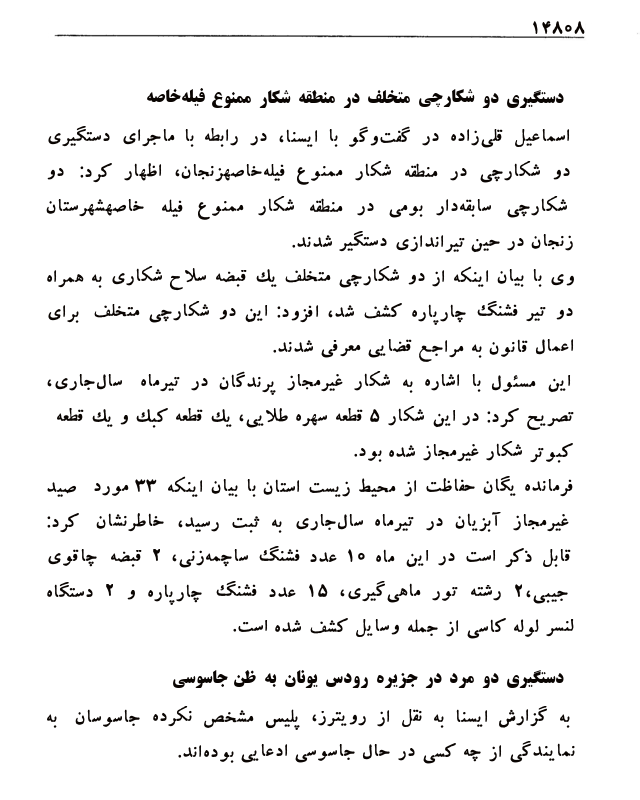 ۱۴۸۰۸
دستگیری دو شکارچی متخلف در منطقه شکار ممنوع فیله‌خاصه
اسماعیل قلی‌زاده در گفت‌وگو با ایسنا، در رابطه با ماجرای دستگیری
دو شکارچی در منطقه شکار ممنوع فیله‌خاصهزنجان، اظهار کرد: دو
شکارچی سابقه‌دار بومی در منطقه شکار ممنوع فیله خاصهشهرستان
زنجان در حین تیراندازی دستگیر شدند.
وی با بیان اینکه از دو شکارچی متخلف یك قبضه سلاح شکاری به همراه
دو تیر فشنگ چارپاره کشف شد، افزود: این دو شکارچی متخلف برای
اعمال قانون به مراجع قضایی معرفی شدند.
این مسئول با اشاره به شکار غیرمجاز پرندگان در تیرماه سال‌جاری،
تصریح کرد: در این شکار ۵ قطعه سهره طلایی، یك قطعه کبك و یك قطعه
کبوتر شکار غیرمجاز شده بود.
فرمانده یگان حفاظت از محیط زیست استان با بیان اینکه ۳۳ مورد صید
غیرمجاز آبزیان در تیرماه سال‌جاری به ثبت رسید، خاطرنشان کرد:
قابل ذکر است در این ماه ۱۰ عدد فشنگ ساچمه‌زنی، ۲ قبضه چاقوی
جیبی،۲ رشته تور ماهی‌گیری، ۱۵ عدد فشنگ چارپاره و ۲ دستگاه
لنسر لوله کاسی از جمله وسایل کشف شده است.
دستگیری دو مرد در جزیره رودس یونان به ظن جاسوسی
به گزارش ایسنا به نقل از رویترز، پلیس مشخص نکرده جاسوسان به
نمایندگی از چه کسی در حال جاسوسی ادعایی بوده‌اند.